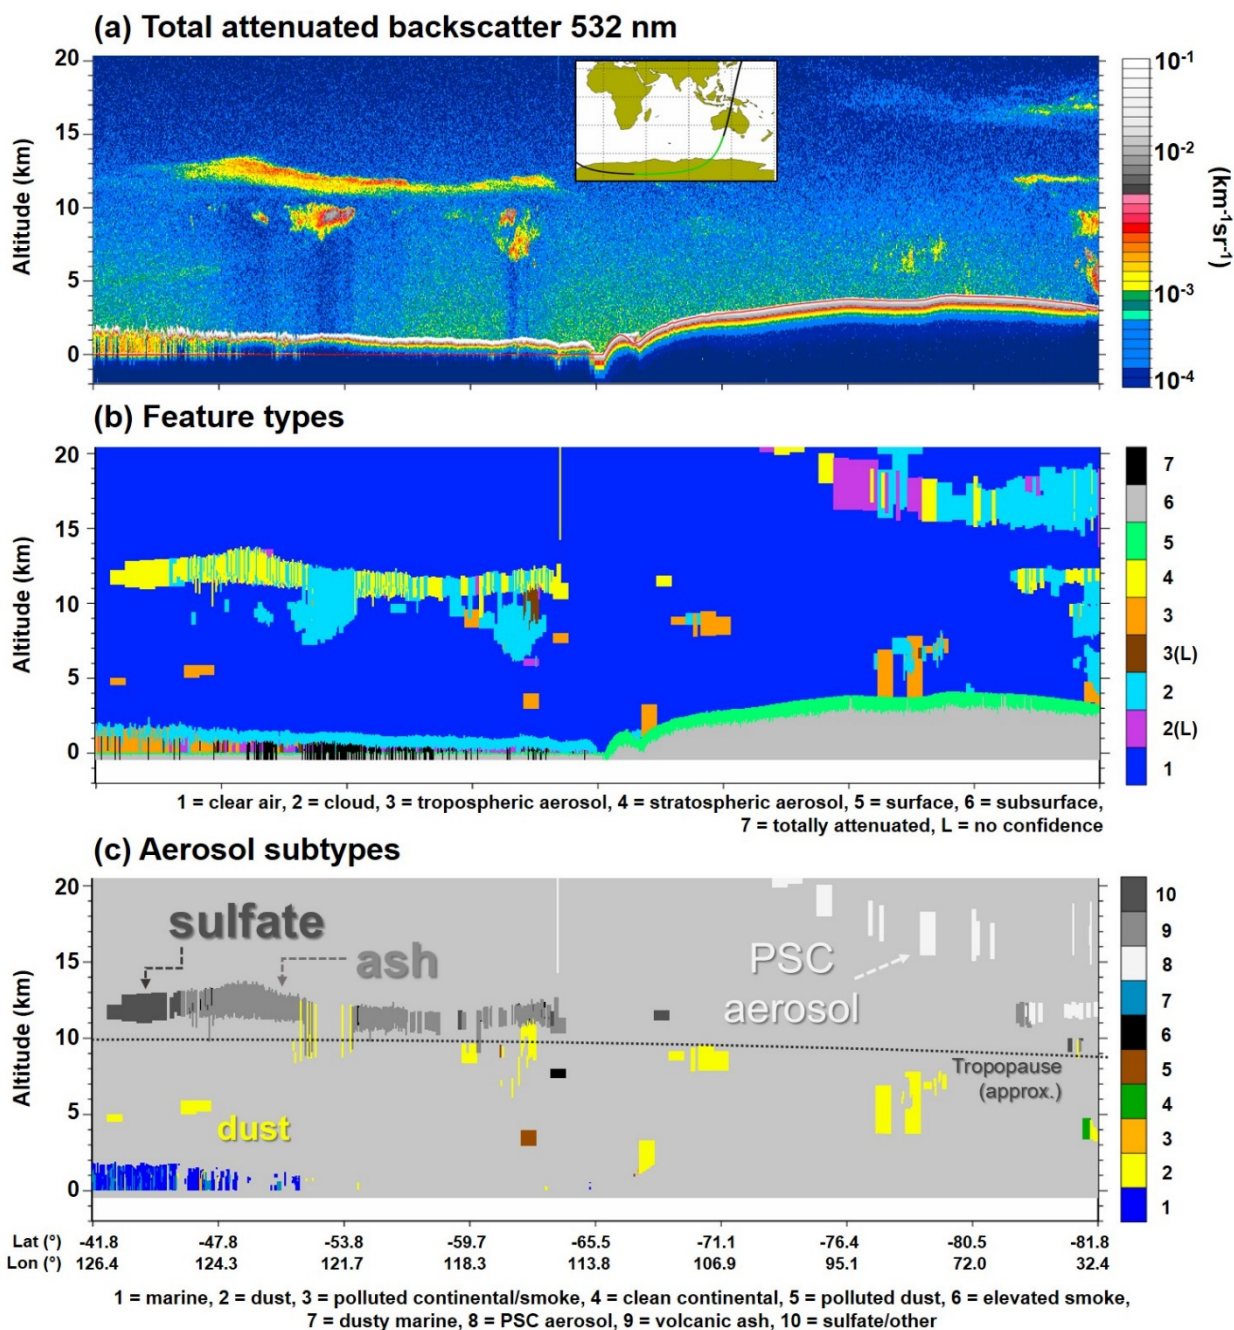 (a) Total attenuated backscatter 532 nm
20
15
10
5
0
Altitude (km)
10-1
10-2
10-3
10-4
(km-1sr-1)
(b) Feature types
20
15
10
5
0
Altitude (km)
7
6
5
4
3
3(L)
2
2(L)
1
1 = clear air, 2 = cloud, 3 = tropospheric aerosol, 4 = stratospheric aerosol, 5 = surface, 6 = subsurface,
7 = totally attenuated, L = no confidence
(c) Aerosol subtypes
20
15
10
5
0
Altitude (km)
sulfate
ash
dust
PSC
aerosol
Tropopause
(approx.)
10
9
8
7
6
5
4
3
2
1
Lat (°) -41.8 -47.8 -53.8 -59.7 -65.5 -71.1 -76.4 -80.5 -81.8
Lon (°) 126.4 124.3 121.7 118.3 113.8 106.9 95.1 72.0 32.4
1 = marine, 2 = dust, 3 = polluted continental/smoke, 4 = clean continental, 5 = polluted dust, 6 = elevated smoke,
7 = dusty marine, 8 = PSC aerosol, 9 = volcanic ash, 10 = sulfate/other